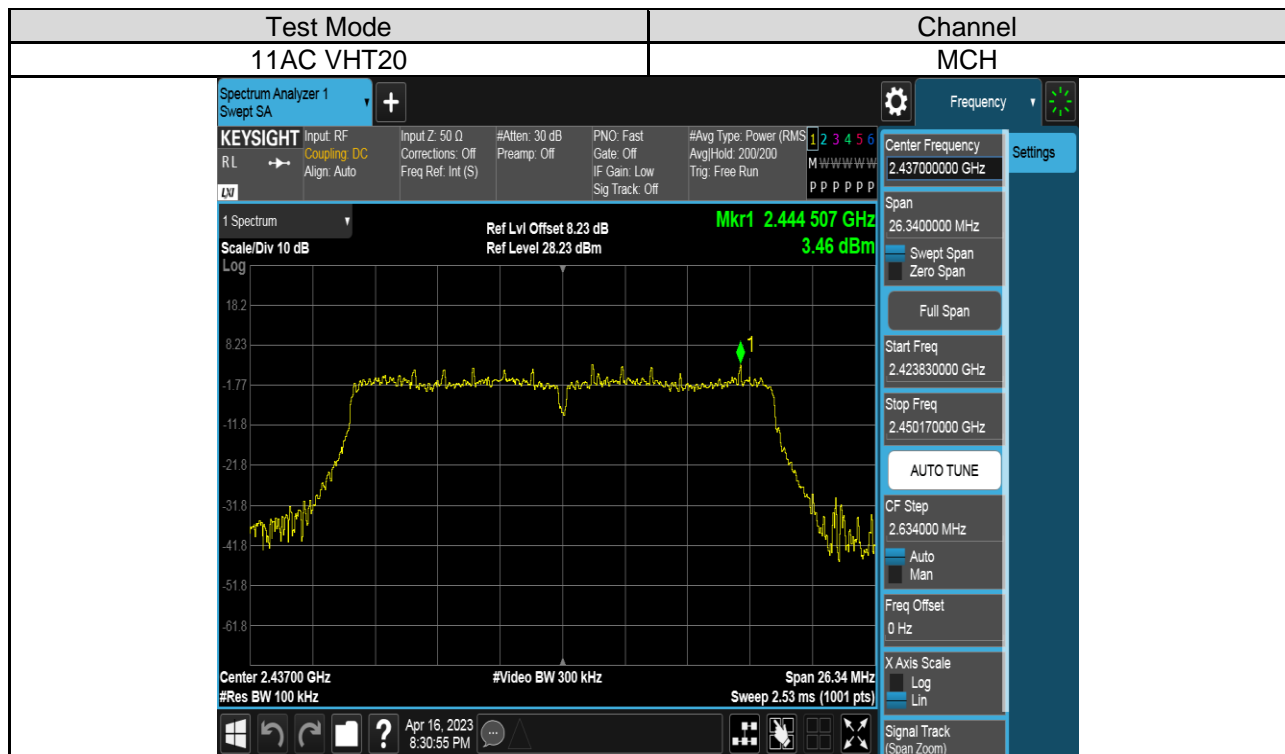 Test Mode Channel
11AC VHT20 MCH
Spectrum Analyzer 1
Swept SA
+
Frequency
KEYSIGHT
RL
LXI
Input: RF
Coupling: DC
Align: Auto
Input Z: 50 Ω
Corrections: Off
Freq Ref: Int (S)
#Atten: 30 dB
Preamp: Off
PNO: Fast
Gate: Off
IF Gain: Low
Sig Track: Off
#Avg Type: Power (RMS
Avg|Hold: 200/200
Trig: Free Run
1 2 3 4 5 6
M W W W W W
P P P P P P
1 Spectrum
Scale/Div 10 dB
Log
Ref Lvl Offset 8.23 dB
Ref Level 28.23 dBm
Mkr1 2.444 507 GHz
3.46 dBm
18.2
8.23
-1.77
-11.8
-21.8
-31.8
-41.8
-51.8
-61.8
1
Center 2.43700 GHz
#Res BW 100 kHz
#Video BW 300 kHz
Span 26.34 MHz
Sweep 2.53 ms (1001 pts)
?
Apr 16, 2023
8:30:55 PM
Center Frequency
2.437000000 GHz
Settings
Span
26.3400000 MHz
Swept Span
Zero Span
Full Span
Start Freq
2.423830000 GHz
Stop Freq
2.450170000 GHz
AUTO TUNE
CF Step
2.634000 MHz
Auto
Man
Freq Offset
0 Hz
X Axis Scale
Log
Lin
Signal Track
(Span Zoom)